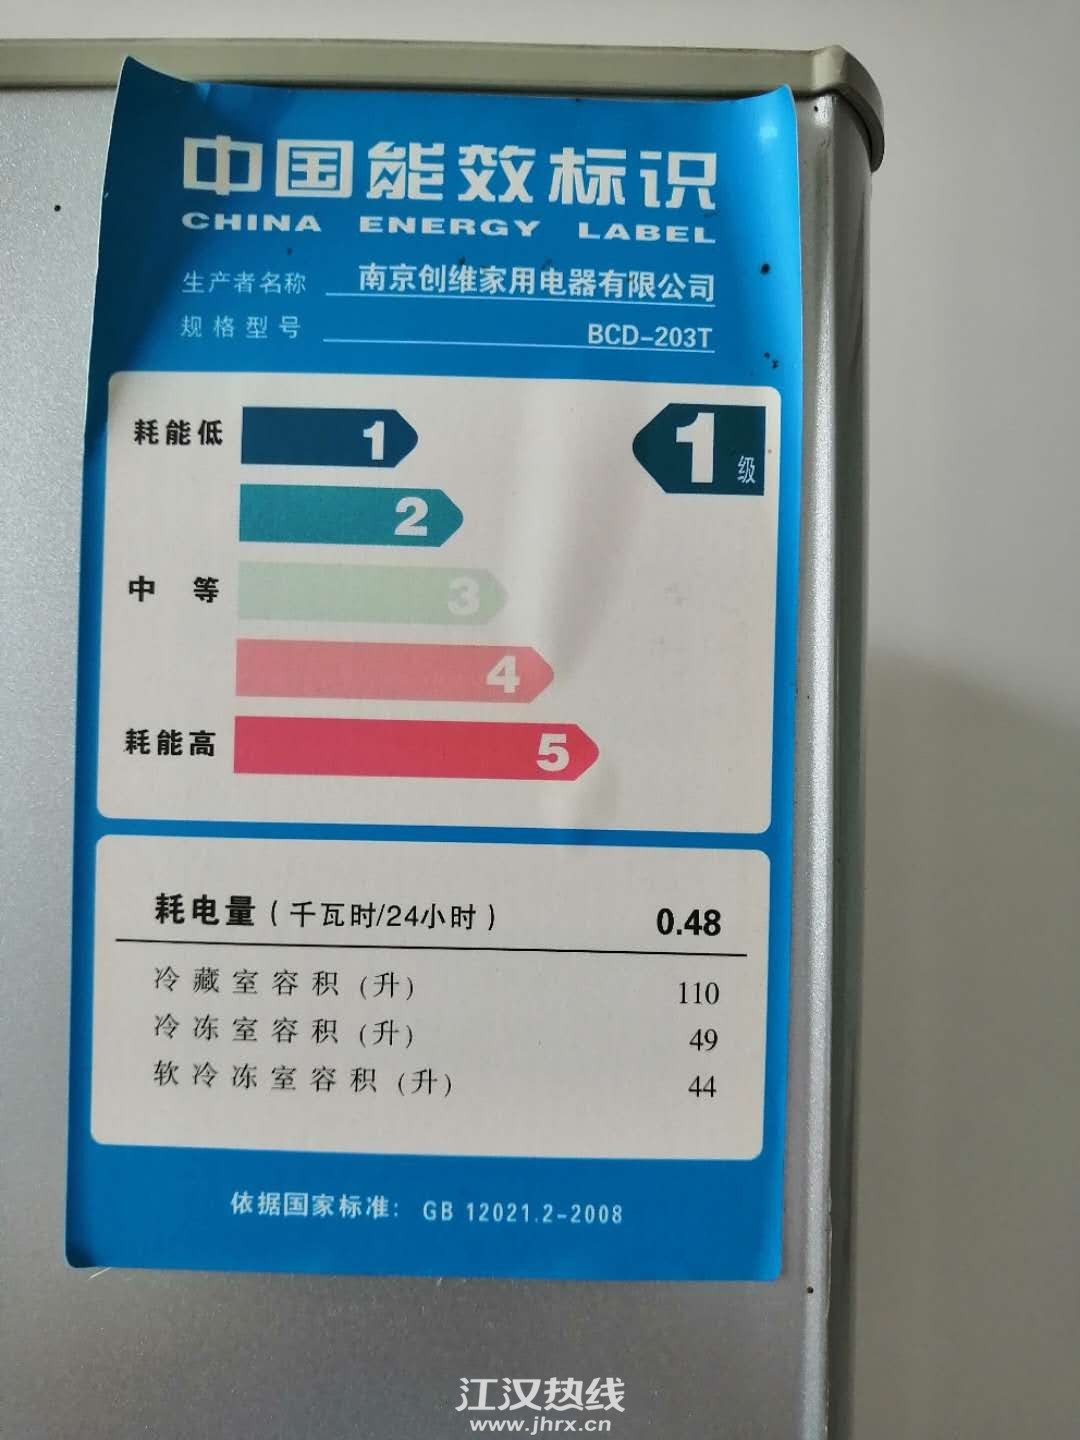 中国能效标识
CHINA ENERGY LABEL
生产者名称 南京创维家用电器有限公司
规格型号 BCD-203T
耗能低 1 1级
2
中等 3
4
耗能高 5
耗电量（千瓦时/24小时） 0.48
冷藏室容积（升） 110
冷冻室容积（升） 49
软冷冻室容积（升） 44
依据国家标准：GB 12021.2-2008
江汉热线
www.jhrx.cn